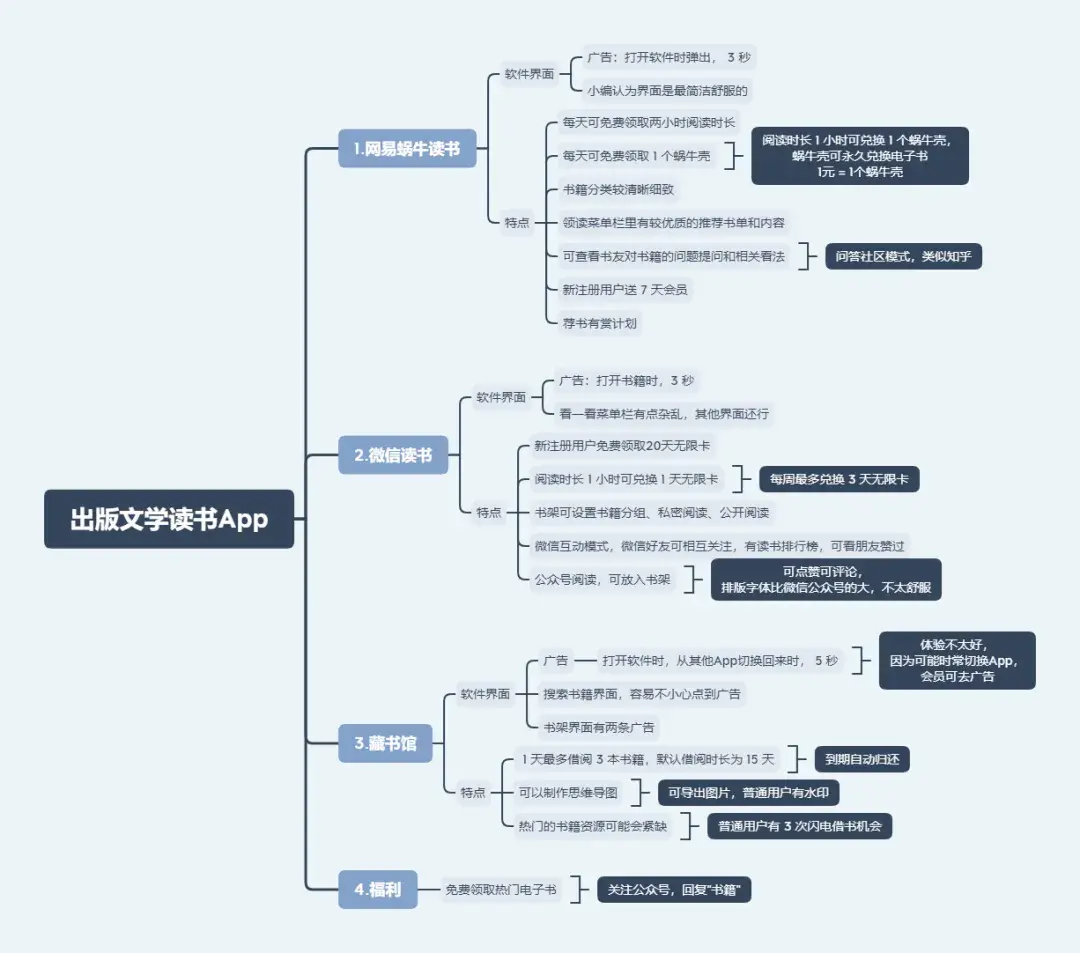 出版文学读书App
1.网易蜗牛读书
软件界面
广告：打开软件时弹出， 3 秒
小编认为界面是最简洁舒服的
特点
每天可免费领取两小时阅读时长
每天可免费领取 1 个蜗牛壳
阅读时长 1 小时可兑换 1 个蜗牛壳，
蜗牛壳可永久兑换电子书
1元 = 1个蜗牛壳
书籍分类较清晰细致
领读菜单栏里有较优质的推荐书单和内容
可查看书友对书籍的问题提问和相关看法
问答社区模式，类似知乎
新注册用户送 7 天会员
荐书有赏计划
2.微信读书
软件界面
广告：打开书籍时，3 秒
看一看菜单栏有点杂乱，其他界面还行
特点
新注册用户免费领取20天无限卡
阅读时长 1 小时可兑换 1 天无限卡
每周最多兑换 3 天无限卡
书架可设置书籍分组、私密阅读、公开阅读
微信互动模式，微信好友可相互关注，有读书排行榜，可看朋友赞过
公众号阅读，可放入书架
可点赞可评论，
排版字体比微信公众号的大，不太舒服
3.藏书馆
软件界面
广告
打开软件时，从其他App切换回来时， 5 秒
体验不太好，
因为可能时常切换App，
会员可去广告
搜索书籍界面，容易不小心点到广告
书架界面有两条广告
特点
1 天最多借阅 3 本书籍，默认借阅时长为 15 天
到期自动归还
可以制作思维导图
可导出图片，普通用户有水印
热门的书籍资源可能会紧缺
普通用户有 3 次闪电借书机会
4.福利
免费领取热门电子书
关注公众号，回复"书籍"